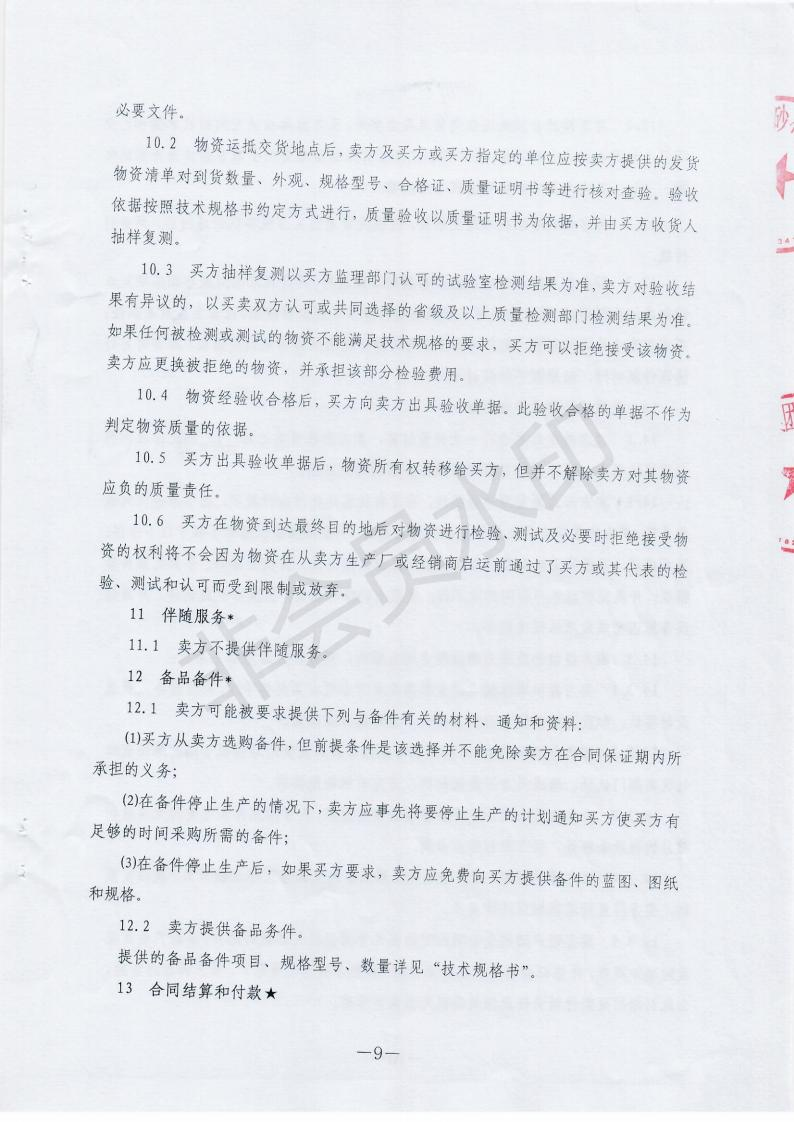 必要文件。
10.2 物资运抵交货地点后,卖方及买方或买方指定的单位应按卖方提供的发货
物资清单对到货数量、外观、规格型号、合格证、质量证明书等进行核对查验。验收
依据按照技术规格书约定方式进行,质量验收以质量证明书为依据,并由买方收货人
抽样复测。
10.3 买方抽样复测以买方监理部门认可的试验室检测结果为准,卖方对验收结
果有异议的,以买卖双方认可或共同选择的省级及以上质量检测部门检测结果为准。
如果任何被检测或测试的物资不能满足技术规格的要求,买方可以拒绝接受该物资。
卖方应更换被拒绝的物资,并承担该部分检验费用。
10.4 物资经验收合格后,买方向卖方出具验收单据。此验收合格的单据不作为
判定物资质量的依据。
10.5 买方出具验收单据后,物资所有权转移给买方,但并不解除卖方对其物资
应负的质量责任。
10.6 买方在物资到达最终目的地后对物资进行检验、测试及必要时拒绝接受物
资的权利将不会因为物资在从卖方生产厂或经销商启运前通过了买方或其代表的检
验、测试和认可而受到限制或放弃。
11 伴随服务*
11.1 卖方不提供伴随服务。
12 备品备件*
12.1 卖方可能被要求提供下列与备件有关的材料、通知和资料:
(1)买方从卖方选购备件,但前提条件是该选择并不能免除卖方在合同保证期内所
承担的义务;
(2)在备件停止生产的情况下,卖方应事先将要停止生产的计划通知买方使买方有
足够的时间采购所需的备件;
(3)在备件停止生产后,如果买方要求,卖方应免费向买方提供备件的蓝图、图纸
和规格。
12.2 卖方提供备品务件。
提供的备品备件项目、规格型号、数量详见“技术规格书”。
13 合同结算和付款★
—9—
非会员水印